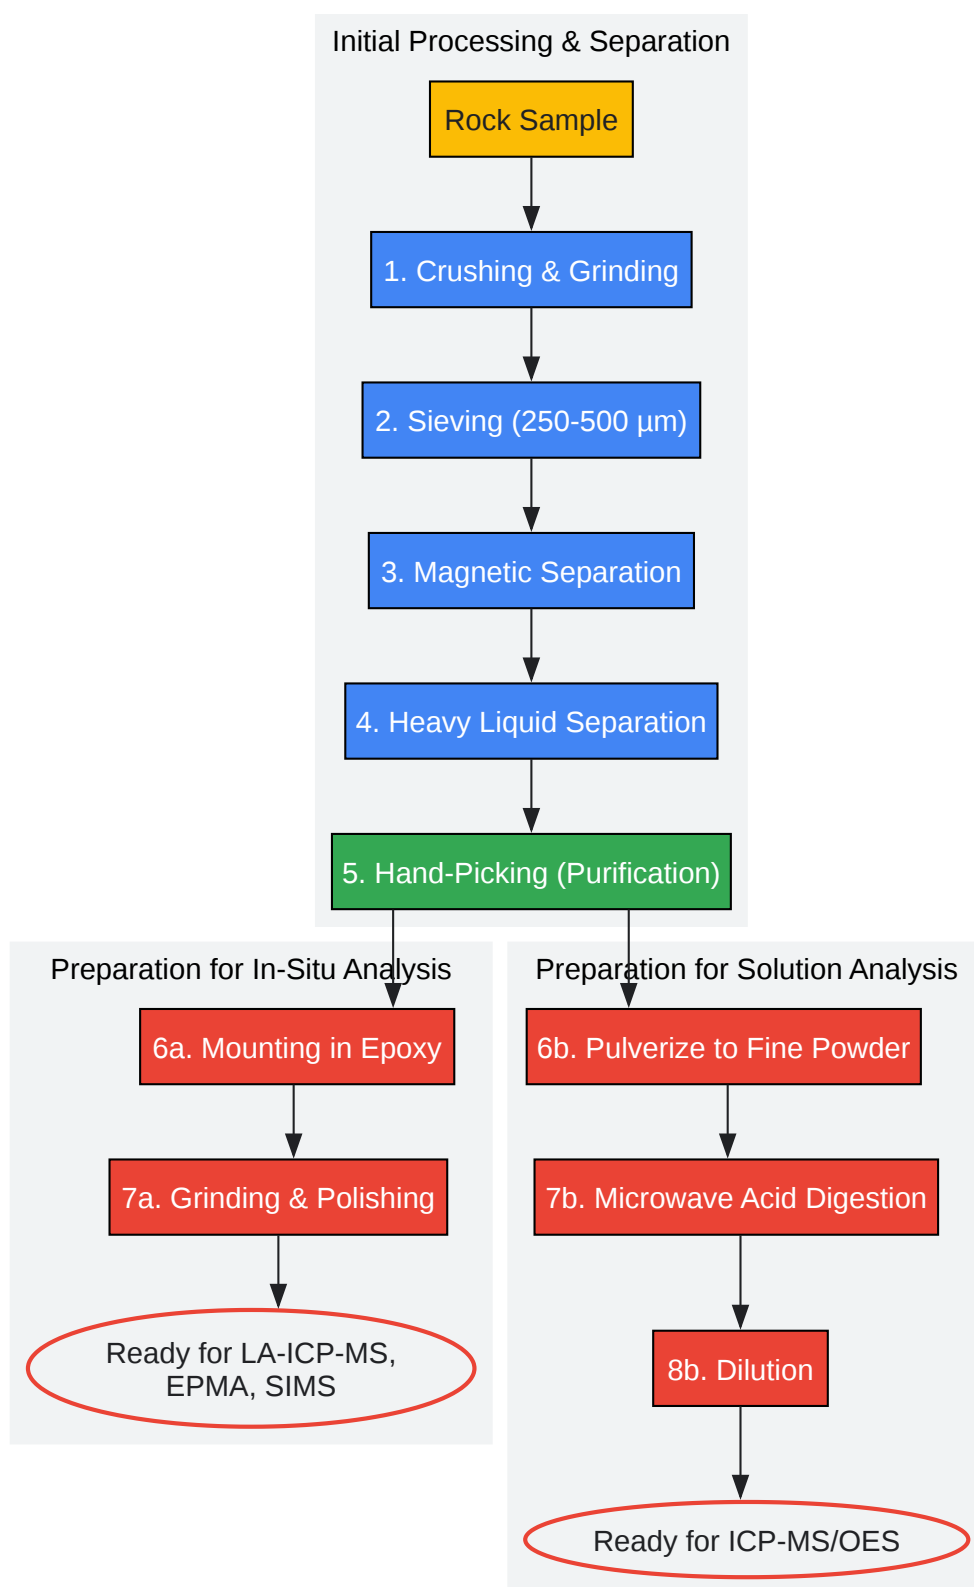 Initial Processing & Separation
Rock Sample
1. Crushing & Grinding
2. Sieving (250-500 µm)
3. Magnetic Separation
4. Heavy Liquid Separation
5. Hand-Picking (Purification)
Preparation for In-Situ Analysis
6a. Mounting in Epoxy
7a. Grinding & Polishing
Ready for LA-ICP-MS,
EPMA, SIMS
Preparation for Solution Analysis
6b. Pulverize to Fine Powder
7b. Microwave Acid Digestion
8b. Dilution
Ready for ICP-MS/OES